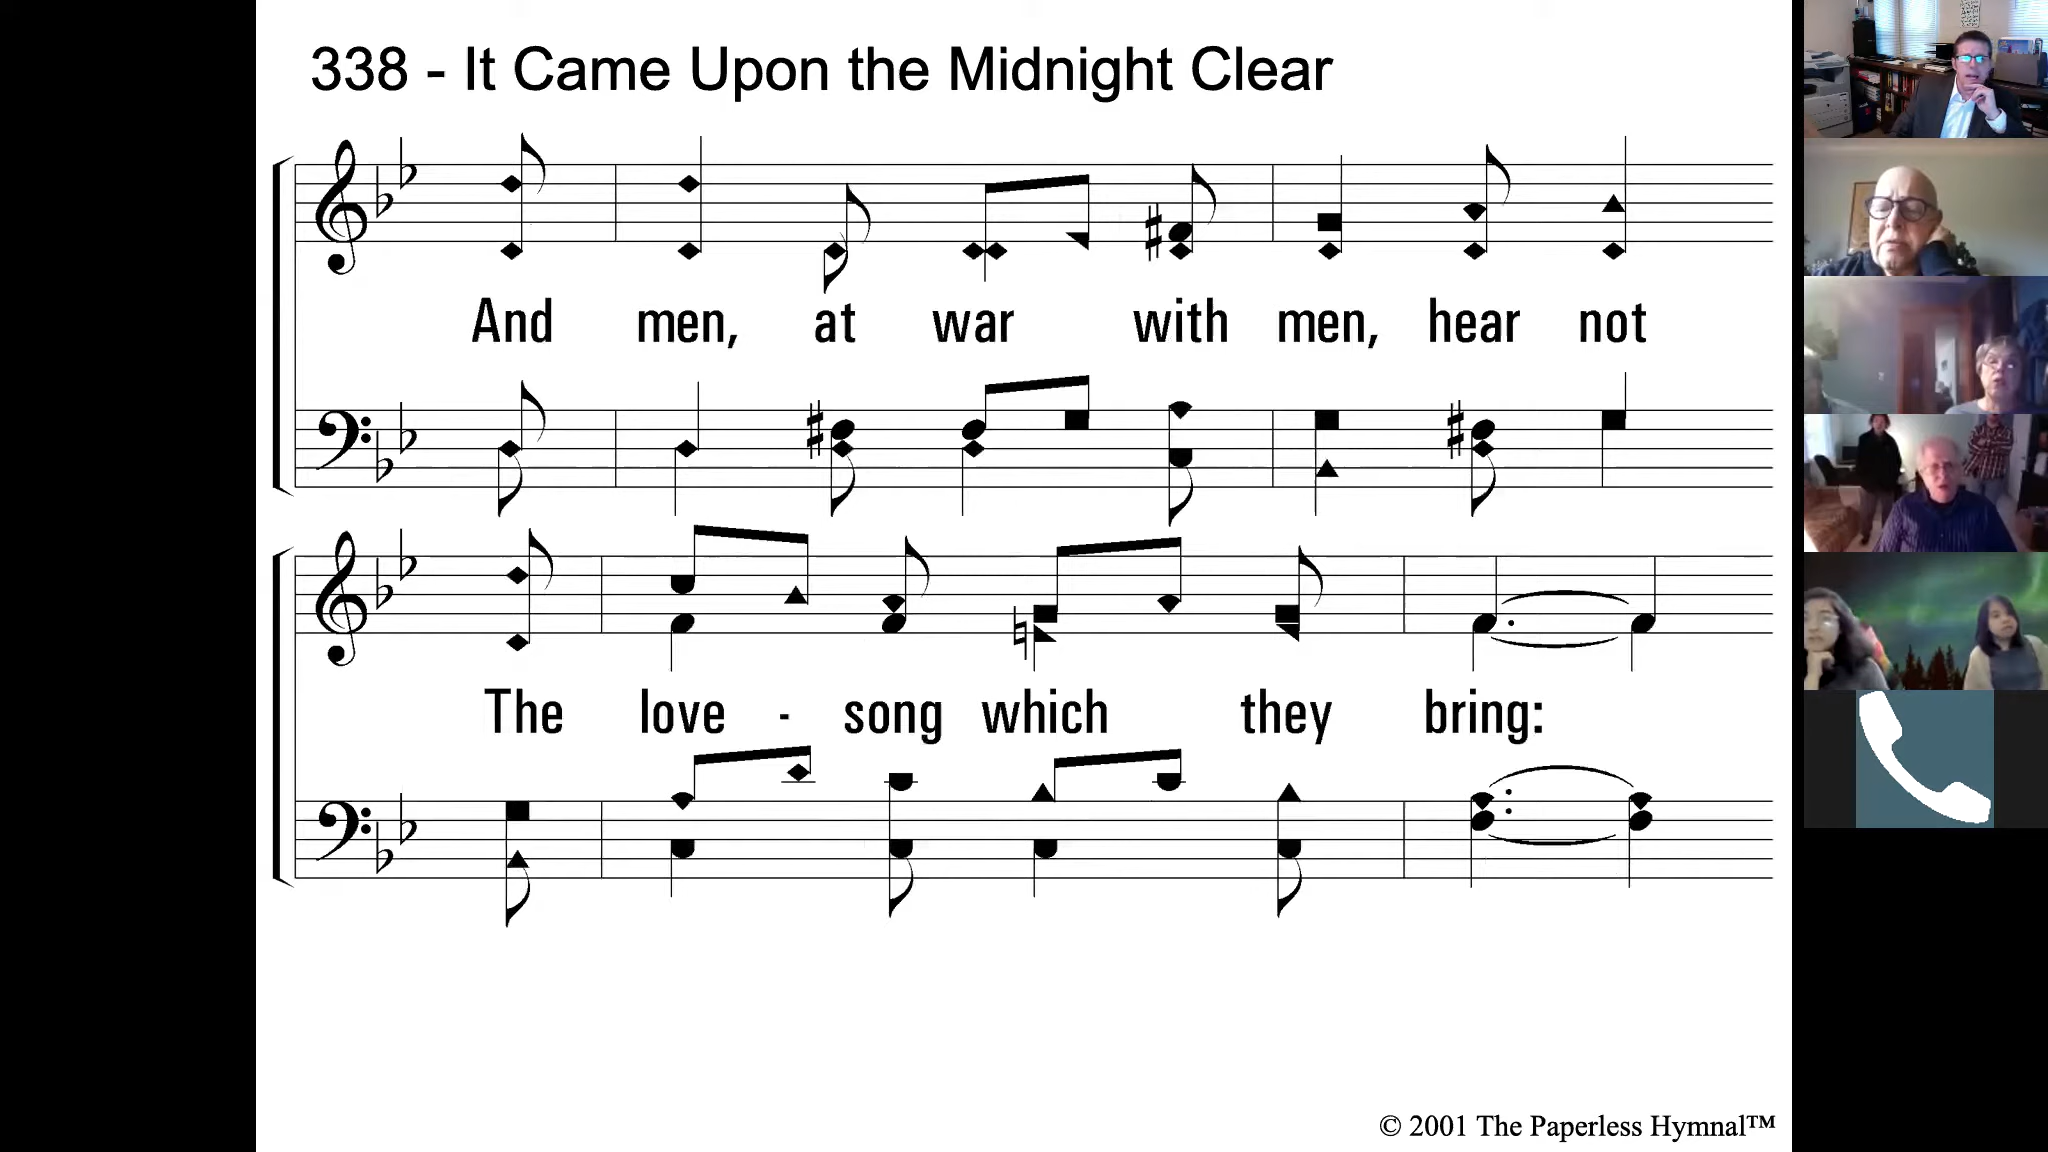 338 - It Came Upon the Midnight Clear
And men, at war with men, hear not
The love - song which they bring:
© 2001 The Paperless Hymnal™